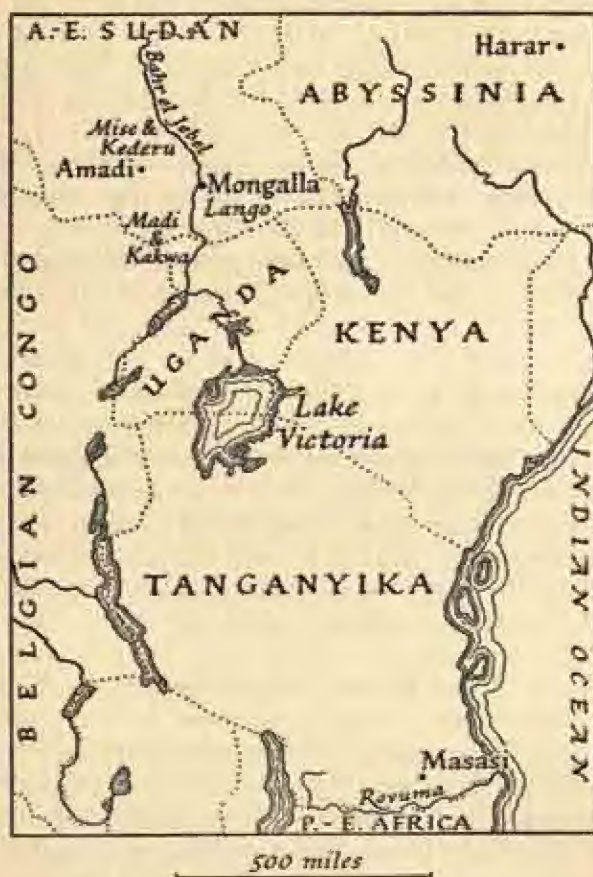 A.-E. SUDAN
Harar
Bahr el Jebel
ABYSSINIA
Mise &
Kederu
Amadi
Mongalla
Lango
Madi
&
Kakwa
UGANDA
KENYA
Lake
Victoria
BELGIAN CONGO
INDIAN OCEAN
TANGANYIKA
Masasi
Rovuma
P.-E. AFRICA
500 miles